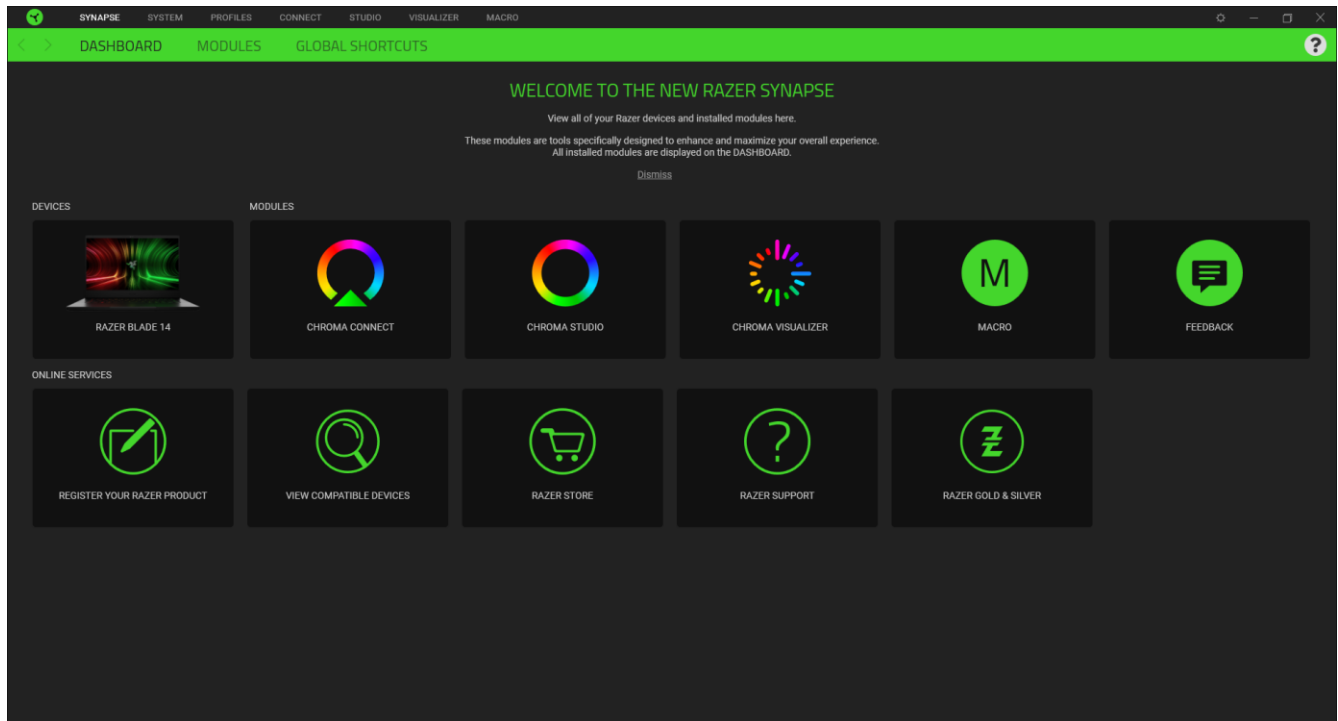 SYNAPSE SYSTEM PROFILES CONNECT STUDIO VISUALIZER MACRO
DASHBOARD MODULES GLOBAL SHORTCUTS ?
WELCOME TO THE NEW RAZER SYNAPSE
View all of your Razer devices and installed modules here.
These modules are tools specifically designed to enhance and maximize your overall experience.
All installed modules are displayed on the DASHBOARD.
Dismiss
DEVICES MODULES
M
RAZER BLADE 14 CHROMA CONNECT CHROMA STUDIO CHROMA VISUALIZER MACRO FEEDBACK
ONLINE SERVICES
?
REGISTER YOUR RAZER PRODUCT VIEW COMPATIBLE DEVICES RAZER STORE RAZER SUPPORT RAZER GOLD & SILVER